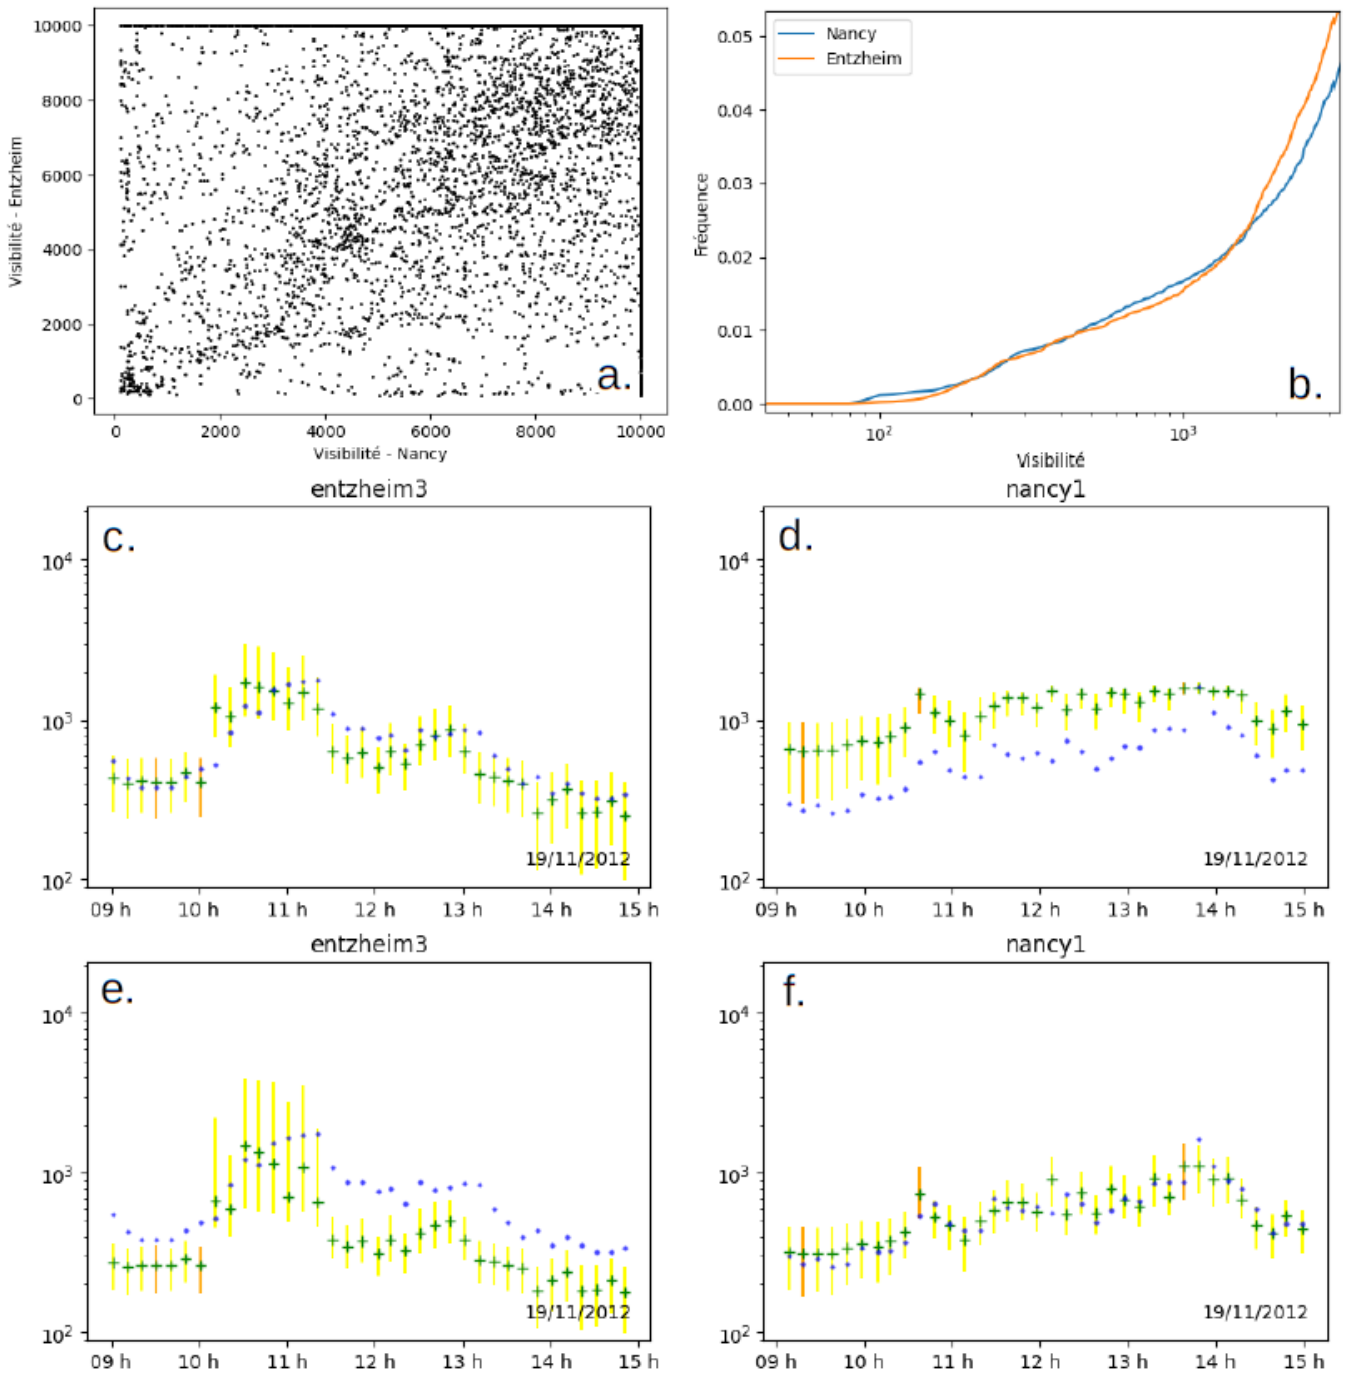 10000
8000
6000
4000
2000
0
Visibilité - Entzheim
0 2000 4000 6000 8000 10000
Visibilité - Nancy
a.
0.05
0.04
0.03
0.02
0.01
0.00
Fréquence
Nancy
Entzheim
10² 10³
Visibilité
b.
entzheim3
c.
10⁴
10³
10²
19/11/2012
09 h 10 h 11 h 12 h 13 h 14 h 15 h
nancy1
d.
10⁴
10³
10²
19/11/2012
09 h 10 h 11 h 12 h 13 h 14 h 15 h
entzheim3
e.
10⁴
10³
10²
19/11/2012
09 h 10 h 11 h 12 h 13 h 14 h 15 h
nancy1
f.
10⁴
10³
10²
19/11/2012
09 h 10 h 11 h 12 h 13 h 14 h 15 h